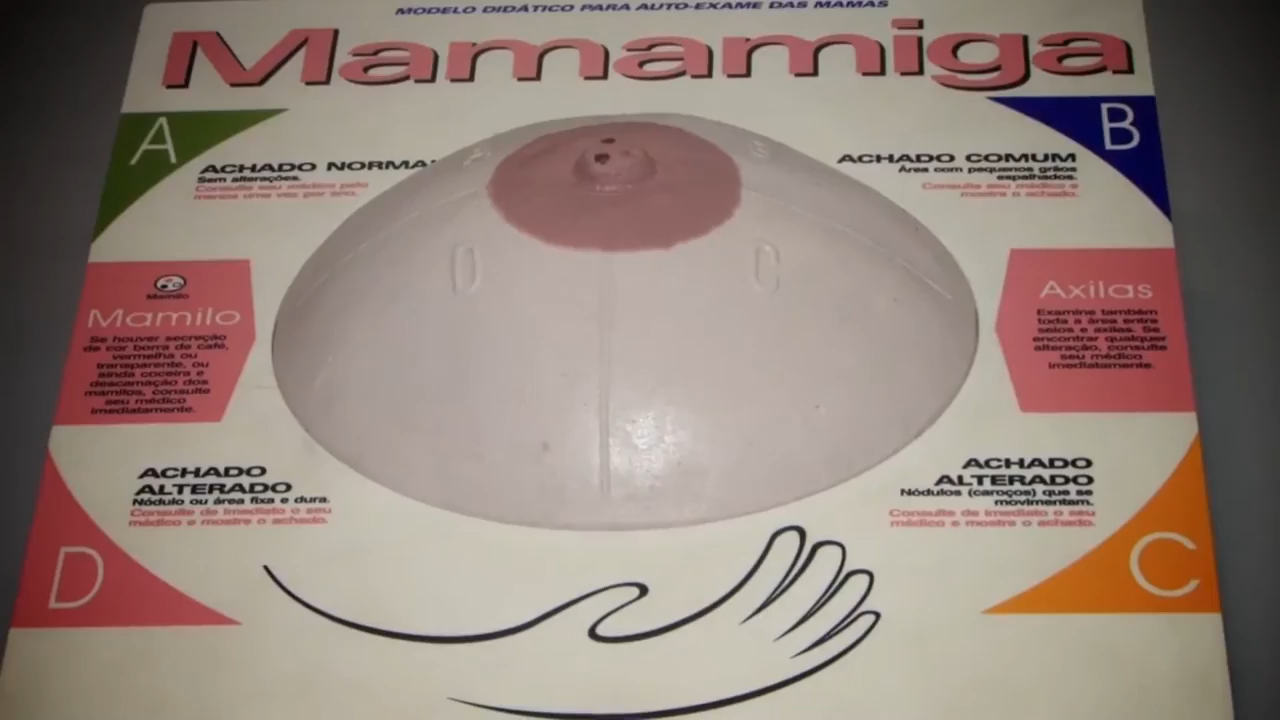 MODELO DIDÁTICO PARA AUTO-EXAME DAS MAMAS
Mamamiga
A
ACHADO NORMAL
Sem alterações.
Consulte seu médico pelo
menos uma vez por ano.
B
ACHADO COMUM
Área com pequenos grãos
espalhados.
Consulte seu médico e
mostre o achado.
Mamilo
Mamilo
Se houver secreção
de cor borra de café,
vermelha ou
transparente, ou
ainda coceira e
descamação dos
mamilos, consulte
seu médico
imediatamente.
Axilas
Examine também
toda a área entre
seios e axilas. Se
encontrar qualquer
alteração, consulte
seu médico
imediatamente.
ACHADO
ALTERADO
Nódulo ou área fixa e dura.
Consulte de imediato o seu
médico e mostre o achado.
D
ACHADO
ALTERADO
Nódulos (caroços) que se
movimentam.
Consulte de imediato o seu
médico e mostre o achado.
C